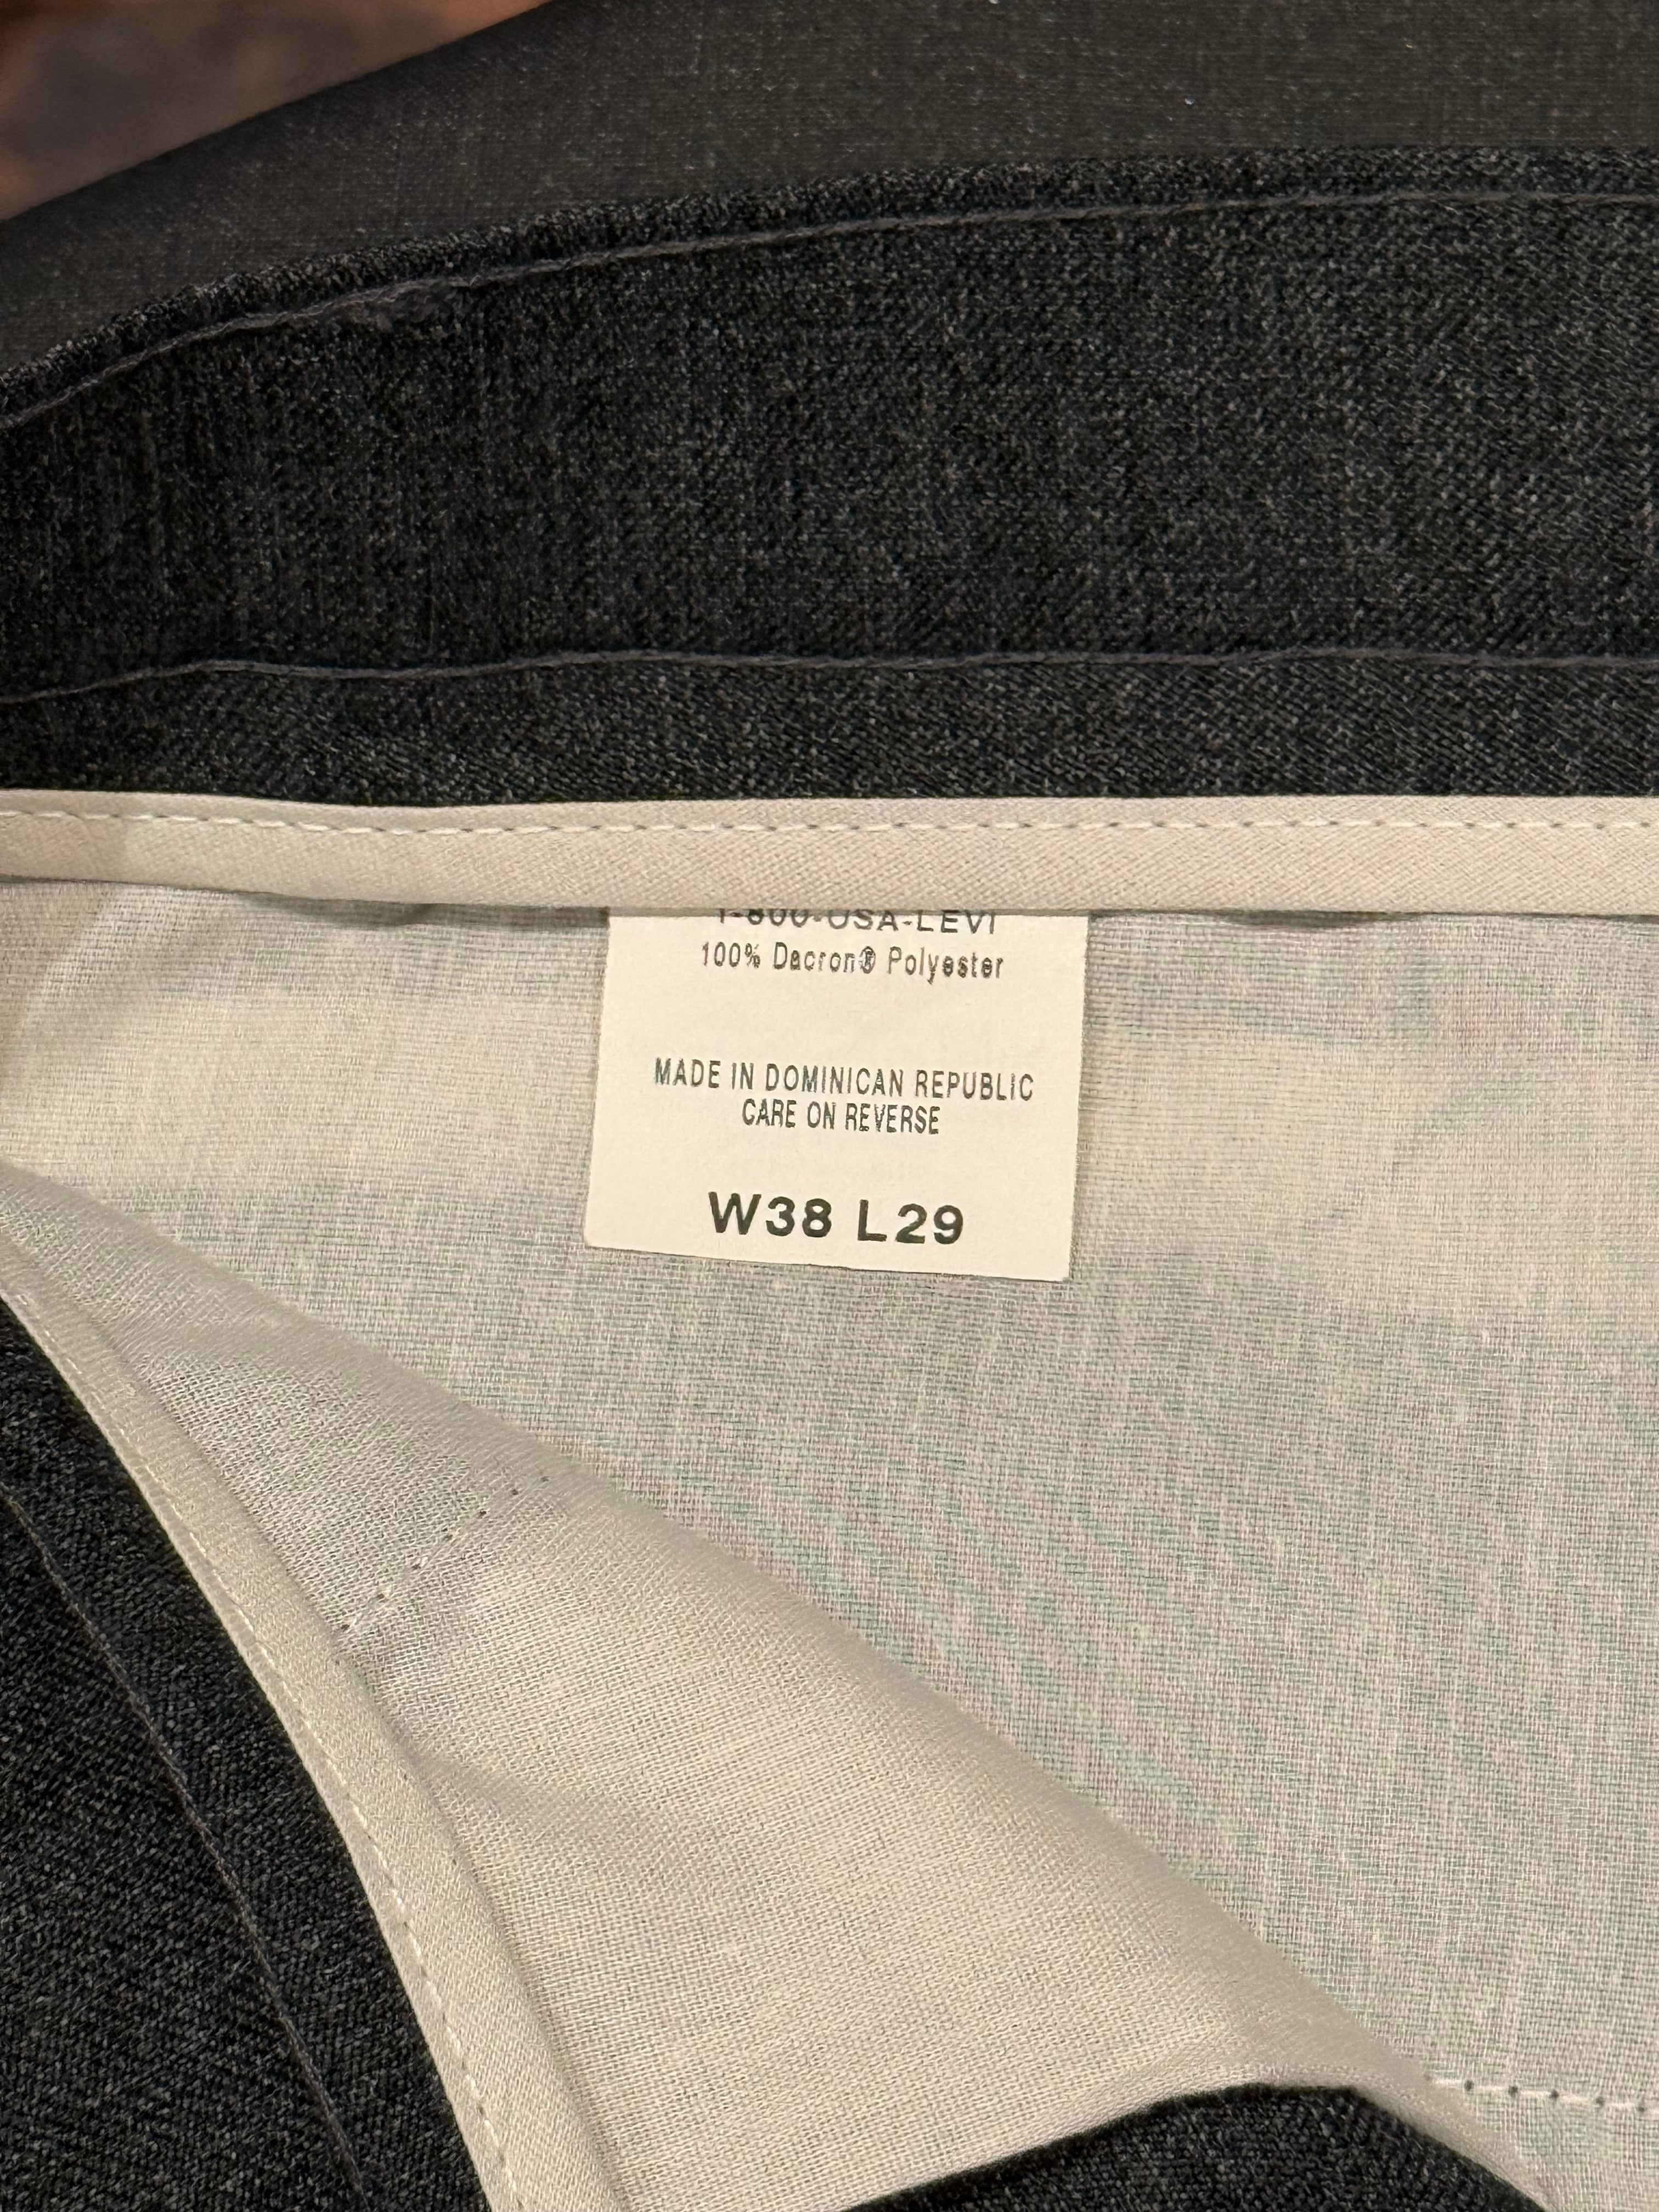 1-800-USA-LEVI
100% Dacron® Polyester
MADE IN DOMINICAN REPUBLIC
CARE ON REVERSE
W38 L29